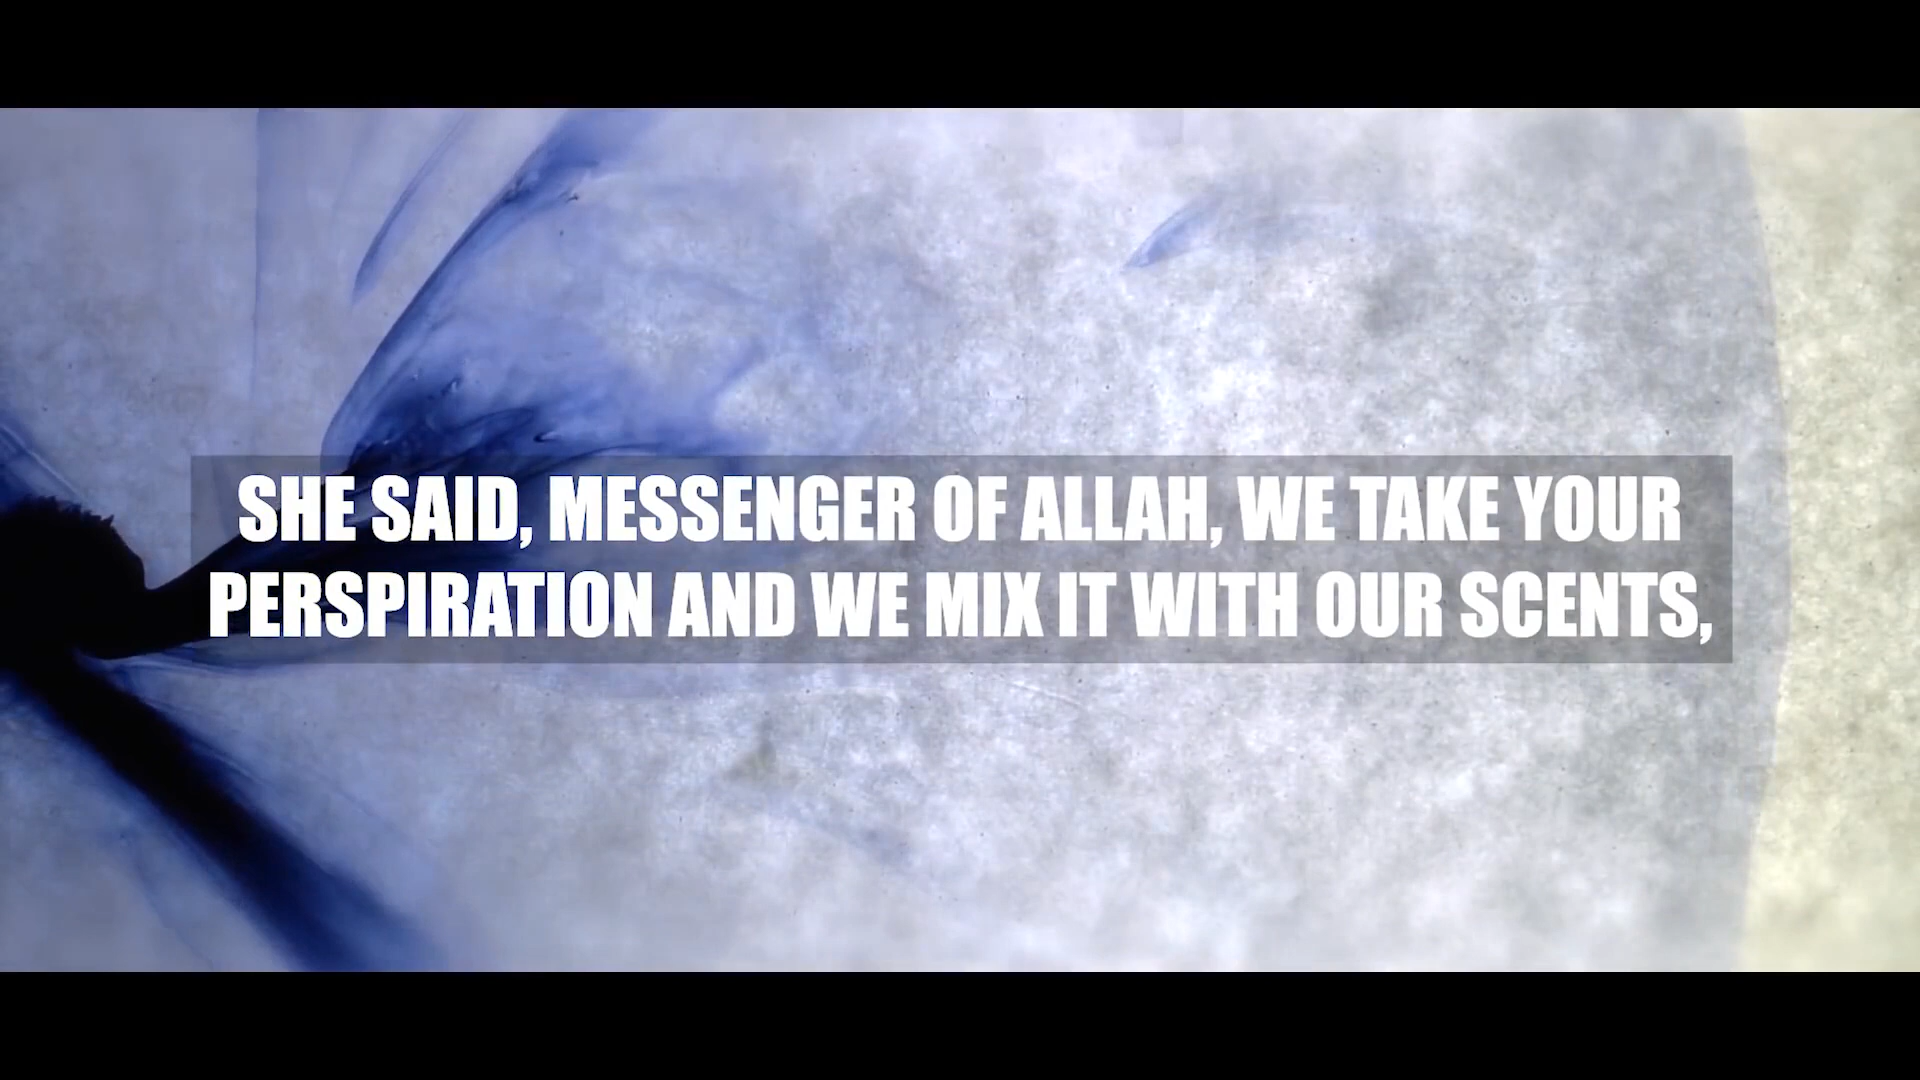 SHE SAID, MESSENGER OF ALLAH, WE TAKE YOUR
PERSPIRATION AND WE MIX IT WITH OUR SCENTS,